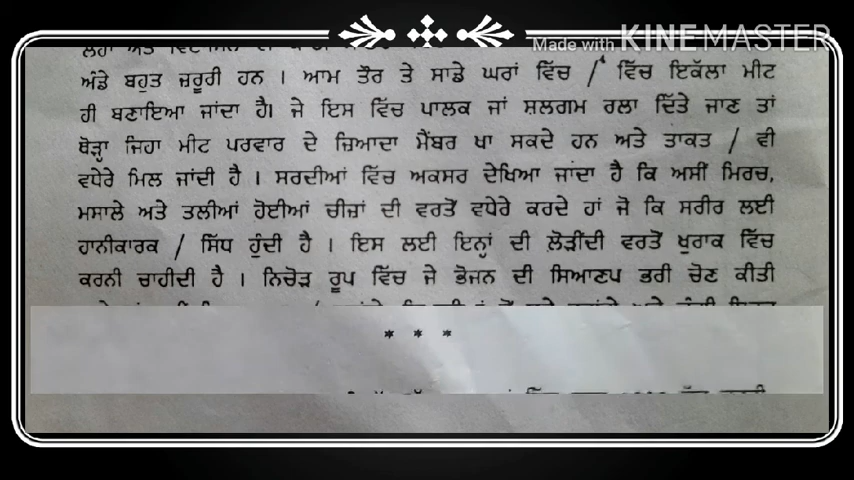 Made with KINEMASTER
ਅੰਡੇ ਬਹੁਤ ਜ਼ਰੂਰੀ ਹਨ । ਆਮ ਤੌਰ ਤੇ ਸਾਡੇ ਘਰਾਂ ਵਿੱਚ / ਵਿੱਚ ਇਕੱਲਾ ਮੀਟ
ਹੀ ਬਣਾਇਆ ਜਾਂਦਾ ਹੈ। ਜੇ ਇਸ ਵਿੱਚ ਪਾਲਕ ਜਾਂ ਸ਼ਲਗਮ ਰਲਾ ਦਿੱਤੇ ਜਾਣ ਤਾਂ
ਥੋੜ੍ਹਾ ਜਿਹਾ ਮੀਟ ਪਰਵਾਰ ਦੇ ਜ਼ਿਆਦਾ ਮੈਂਬਰ ਖਾ ਸਕਦੇ ਹਨ ਅਤੇ ਤਾਕਤ / ਵੀ
ਵਧੇਰੇ ਮਿਲ ਜਾਂਦੀ ਹੈ । ਸਰਦੀਆਂ ਵਿੱਚ ਅਕਸਰ ਦੇਖਿਆ ਜਾਂਦਾ ਹੈ ਕਿ ਅਸੀਂ ਮਿਰਚ,
ਮਸਾਲੇ ਅਤੇ ਤਲੀਆਂ ਹੋਈਆਂ ਚੀਜ਼ਾਂ ਦੀ ਵਰਤੋਂ ਵਧੇਰੇ ਕਰਦੇ ਹਾਂ ਜੋ ਕਿ ਸਰੀਰ ਲਈ
ਹਾਨੀਕਾਰਕ / ਸਿੱਧ ਹੁੰਦੀ ਹੈ । ਇਸ ਲਈ ਇਨ੍ਹਾਂ ਦੀ ਲੋੜੀਂਦੀ ਵਰਤੋਂ ਖੁਰਾਕ ਵਿੱਚ
ਕਰਨੀ ਚਾਹੀਦੀ ਹੈ । ਨਿਚੋੜ ਰੂਪ ਵਿੱਚ ਜੇ ਭੋਜਨ ਦੀ ਸਿਆਣਪ ਭਰੀ ਚੋਣ ਕੀਤੀ
* * *